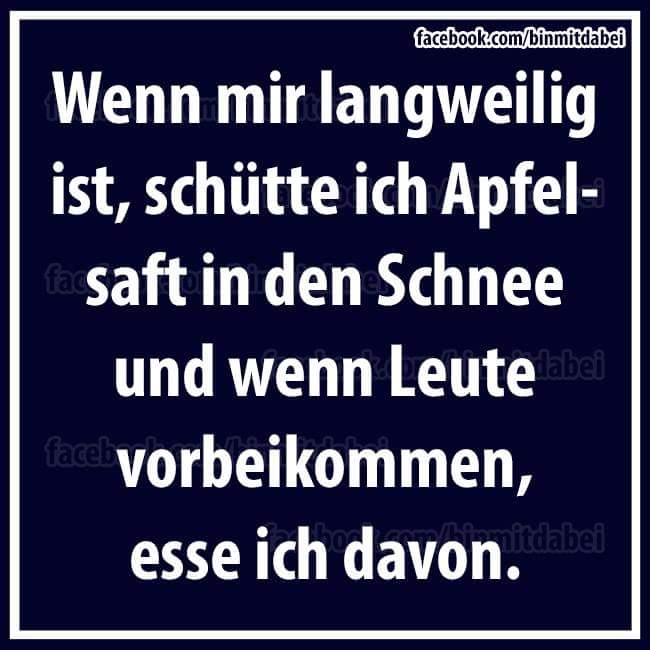 facebook.com/binmitdabei
Wenn mir langweilig
ist, schütte ich Apfel-
saft in den Schnee
und wenn Leute
vorbeikommen,
esse ich davon.